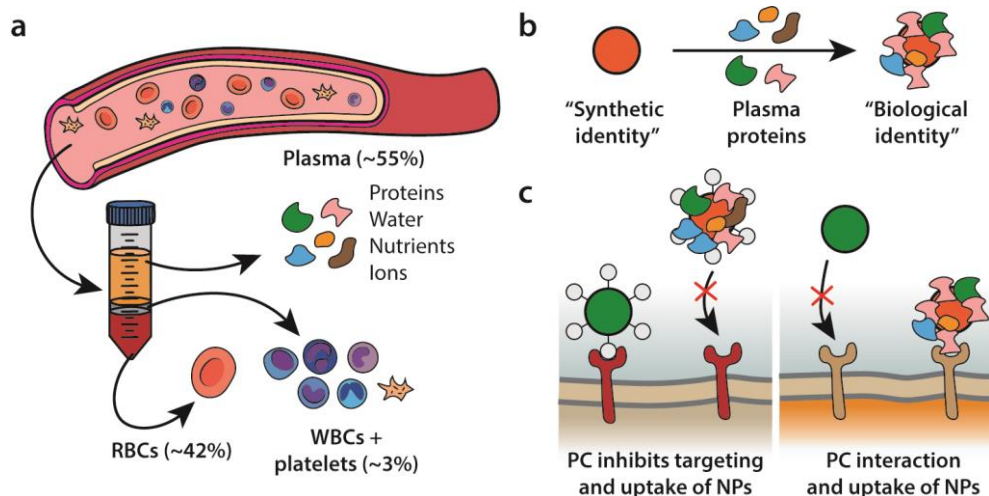 a
Plasma (~55%)
Proteins
Water
Nutrients
Ions
RBCs (~42%)
WBCs +
platelets (~3%)
b
“Synthetic
identity”
Plasma
proteins
“Biological
identity”
c
PC inhibits targeting
and uptake of NPs
PC interaction
and uptake of NPs